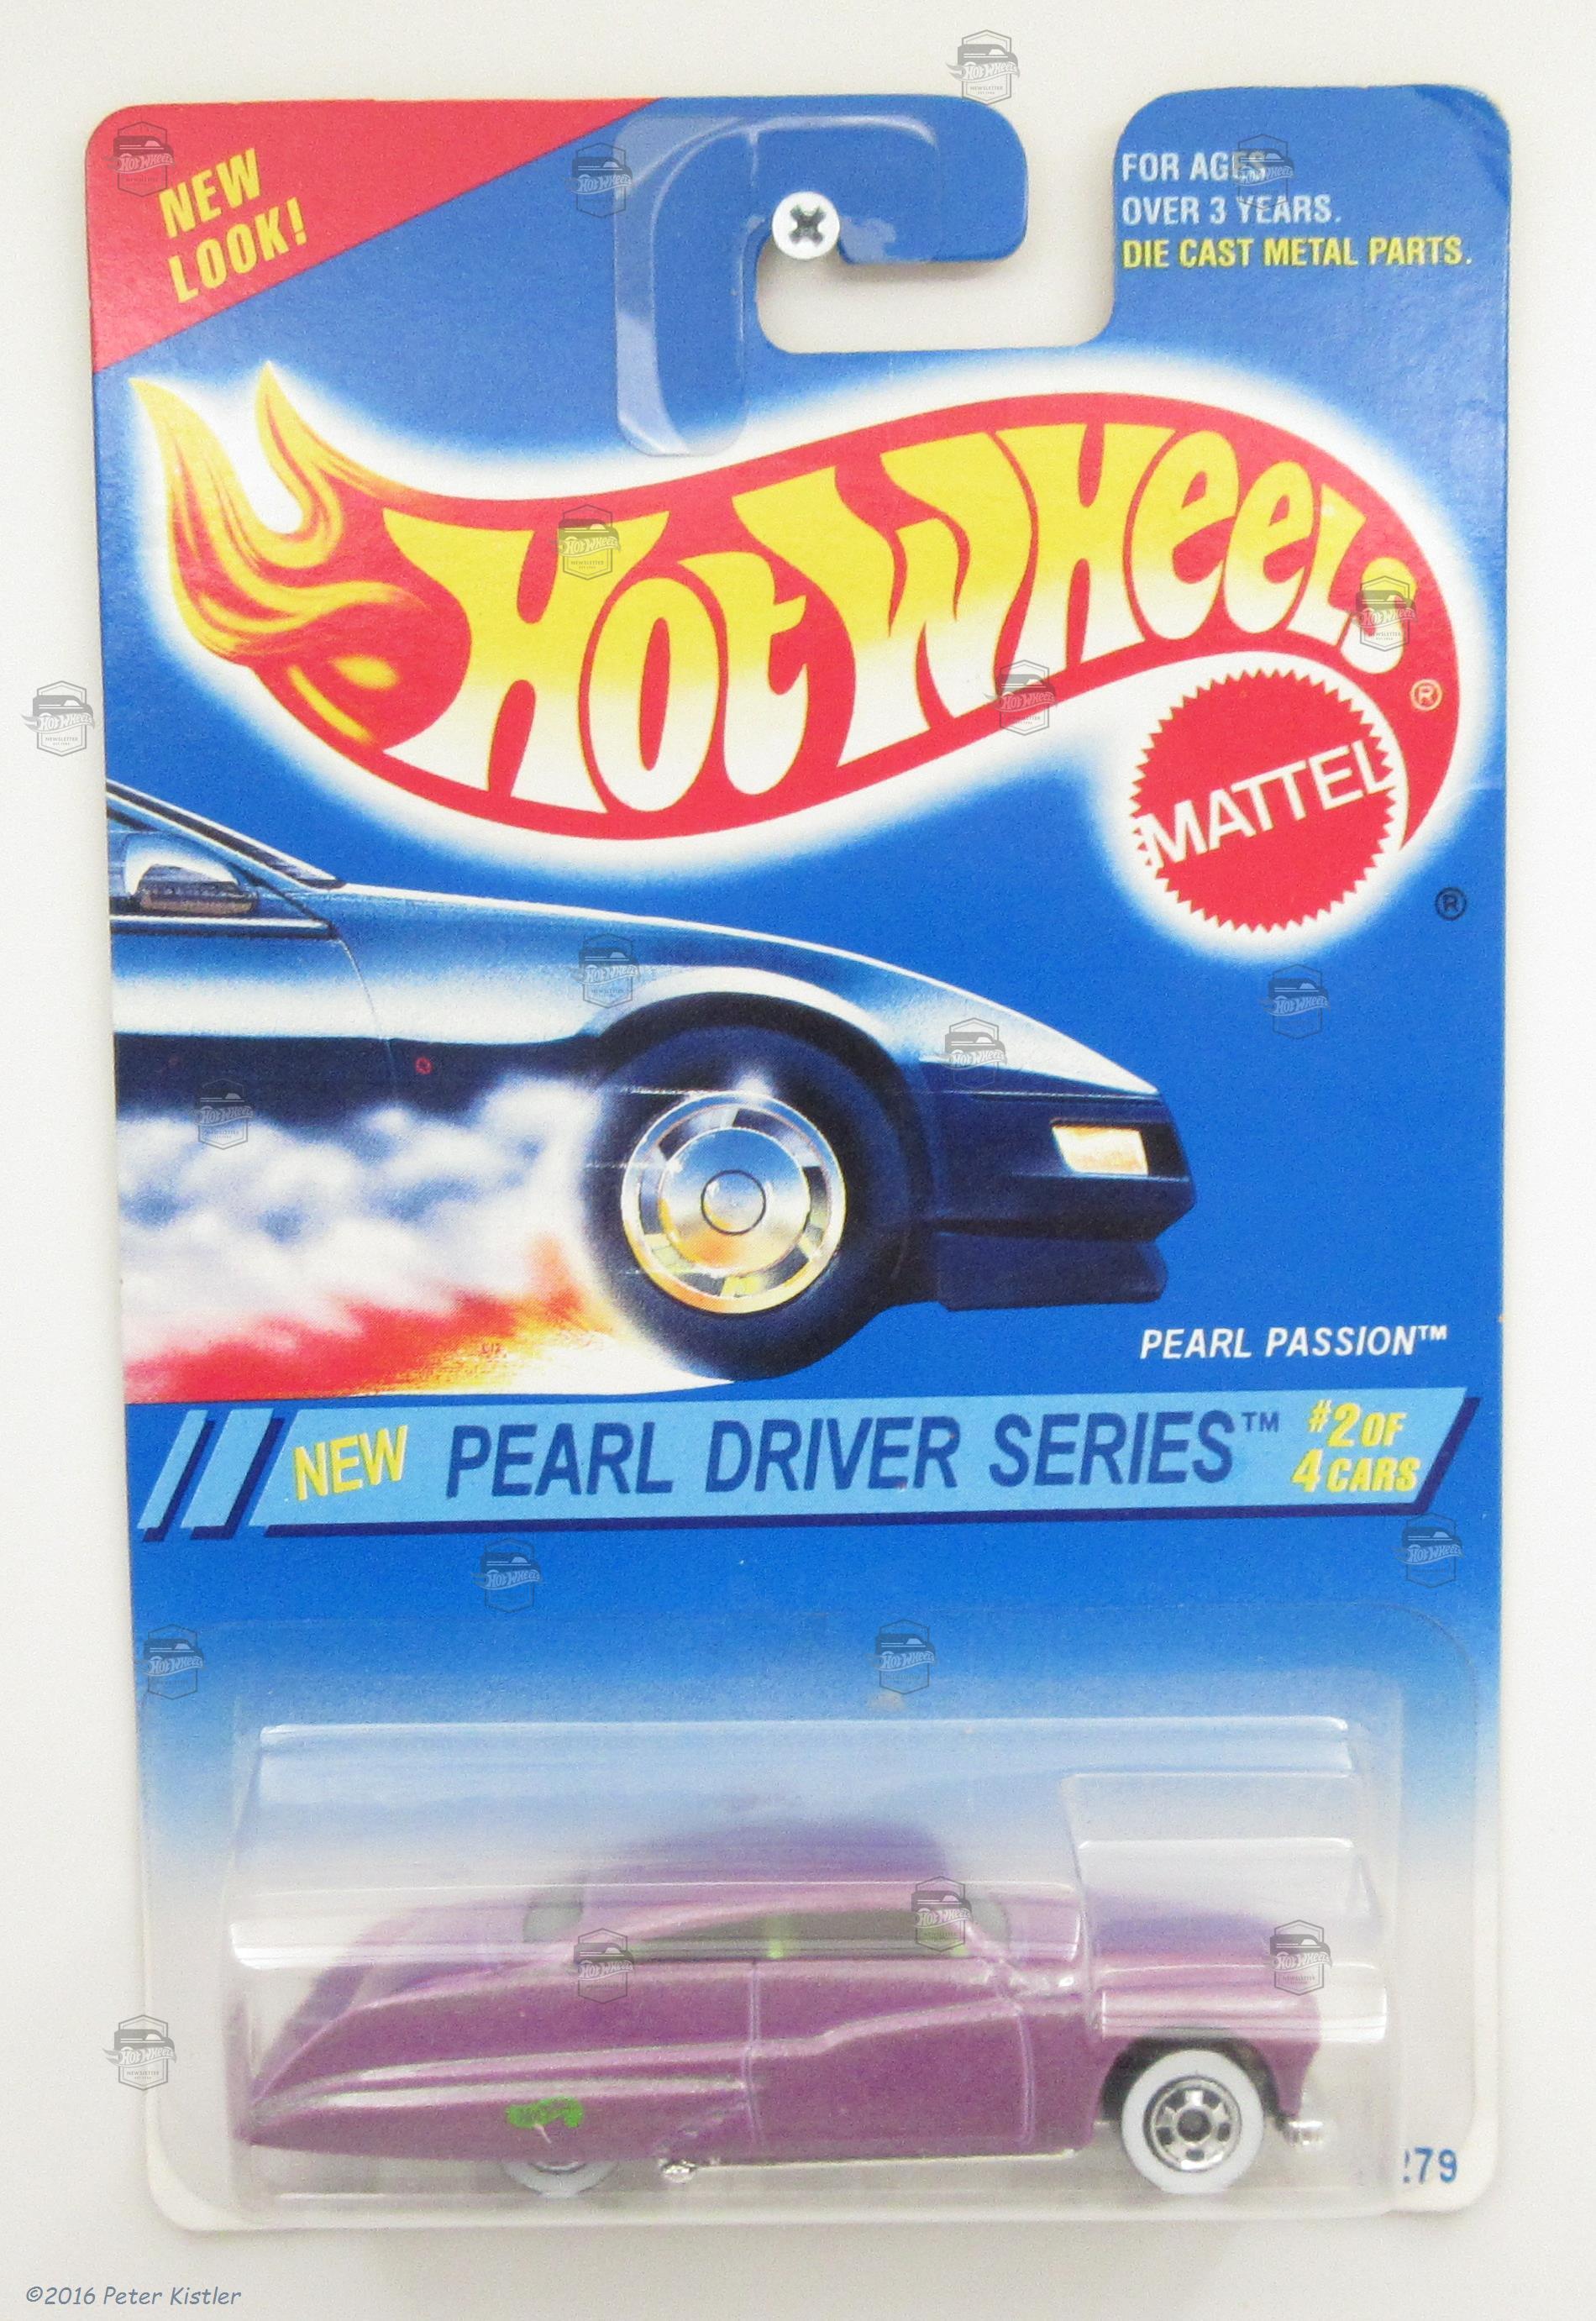 NEW
LOOK!
FOR AGES
OVER 3 YEARS.
DIE CAST METAL PARTS.
Hot Wheels®
MATTEL
®
PEARL PASSION™
NEW PEARL DRIVER SERIES™ #2 OF
4 CARS
279
©2016 Peter Kistler